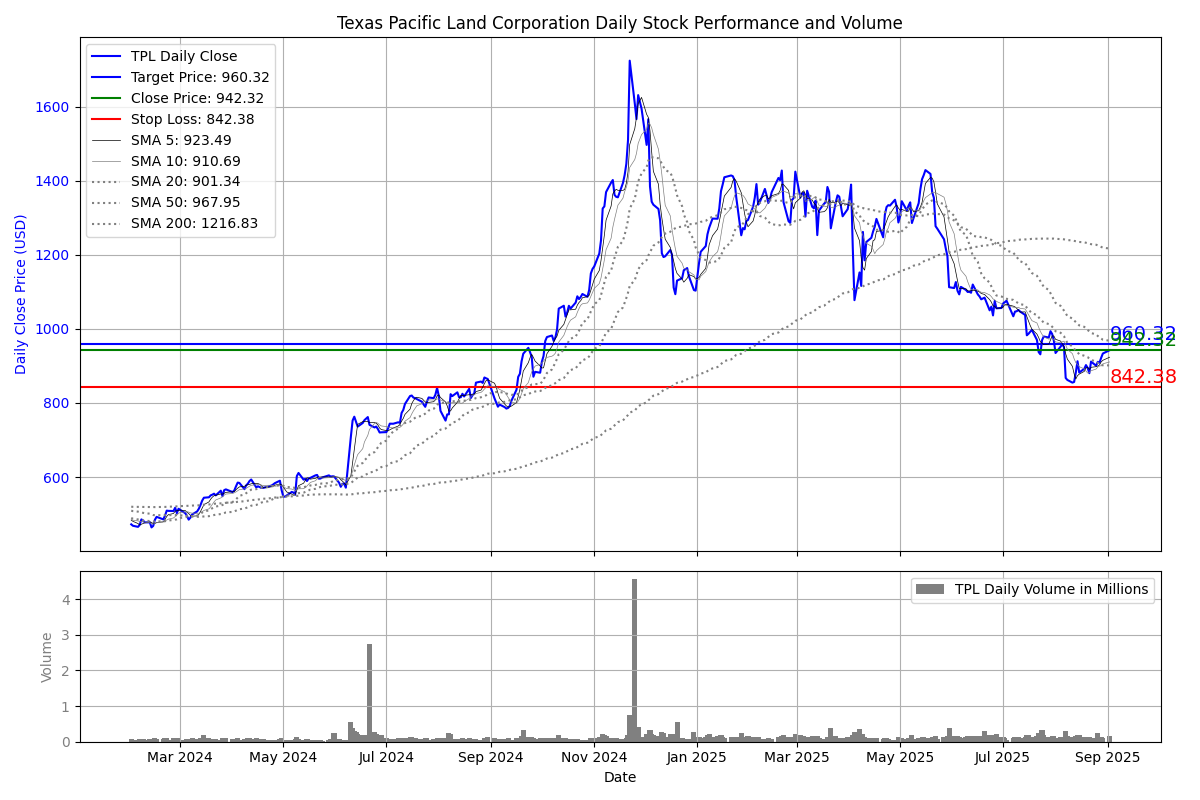 Texas Pacific Land Corporation Daily Stock Performance and Volume
TPL Daily Close
Target Price: 960.32
Close Price: 942.32
Stop Loss: 842.38
SMA 5: 923.49
SMA 10: 910.69
SMA 20: 901.34
SMA 50: 967.95
SMA 200: 1216.83
Daily Close Price (USD)
1600
1400
1200
1000
800
600
960.32
942.32
842.38
TPL Daily Volume in Millions
Volume
4
3
2
1
0
Mar 2024 May 2024 Jul 2024 Sep 2024 Nov 2024 Jan 2025 Mar 2025 May 2025 Jul 2025 Sep 2025
Date